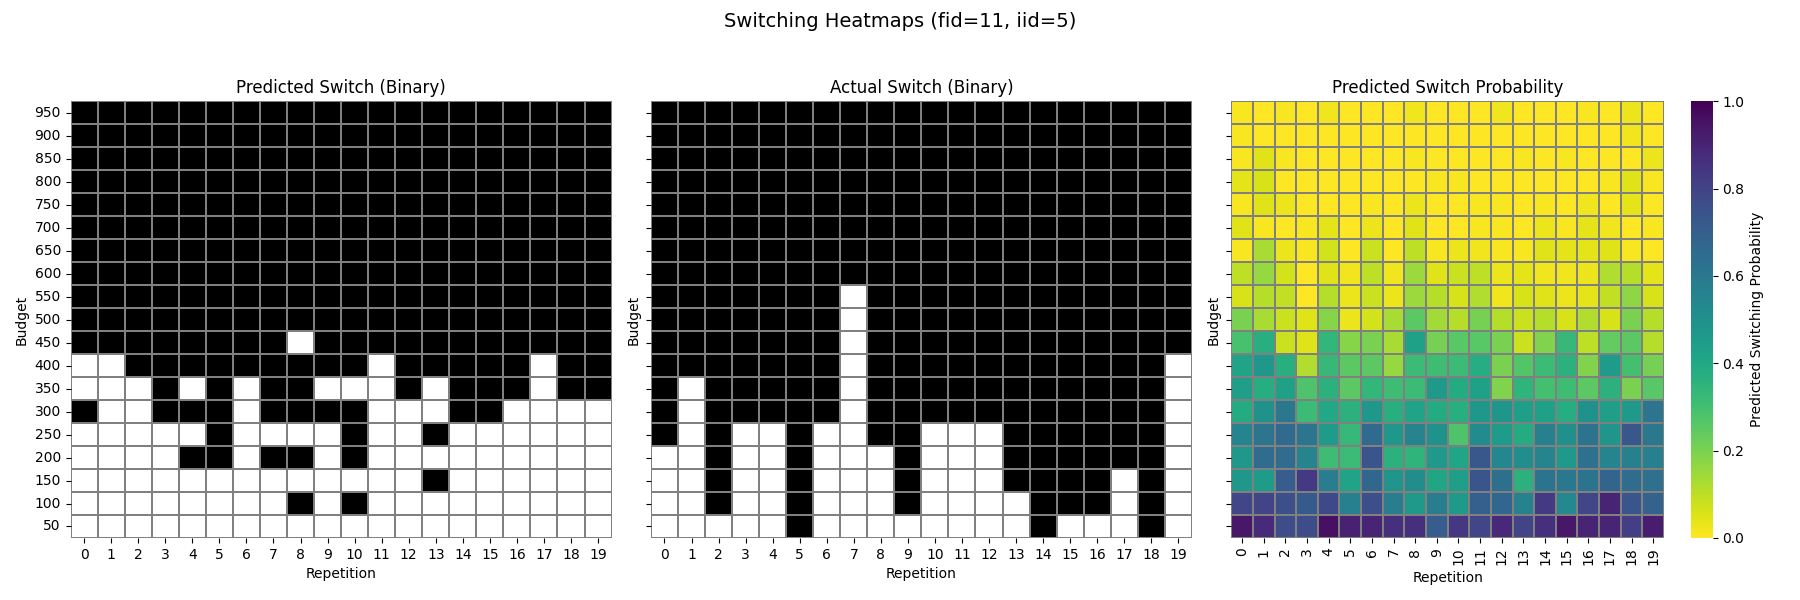 Switching Heatmaps (fid=11, iid=5)
Predicted Switch (Binary)
Budget
950
900
850
800
750
700
650
600
550
500
450
400
350
300
250
200
150
100
50
0 1 2 3 4 5 6 7 8 9 10 11 12 13 14 15 16 17 18 19
Repetition
Actual Switch (Binary)
Budget
0 1 2 3 4 5 6 7 8 9 10 11 12 13 14 15 16 17 18 19
Repetition
Predicted Switch Probability
Budget
0 1 2 3 4 5 6 7 8 9 10 11 12 13 14 15 16 17 18 19
Repetition
1.0
0.8
0.6
0.4
0.2
0.0
Predicted Switching Probability